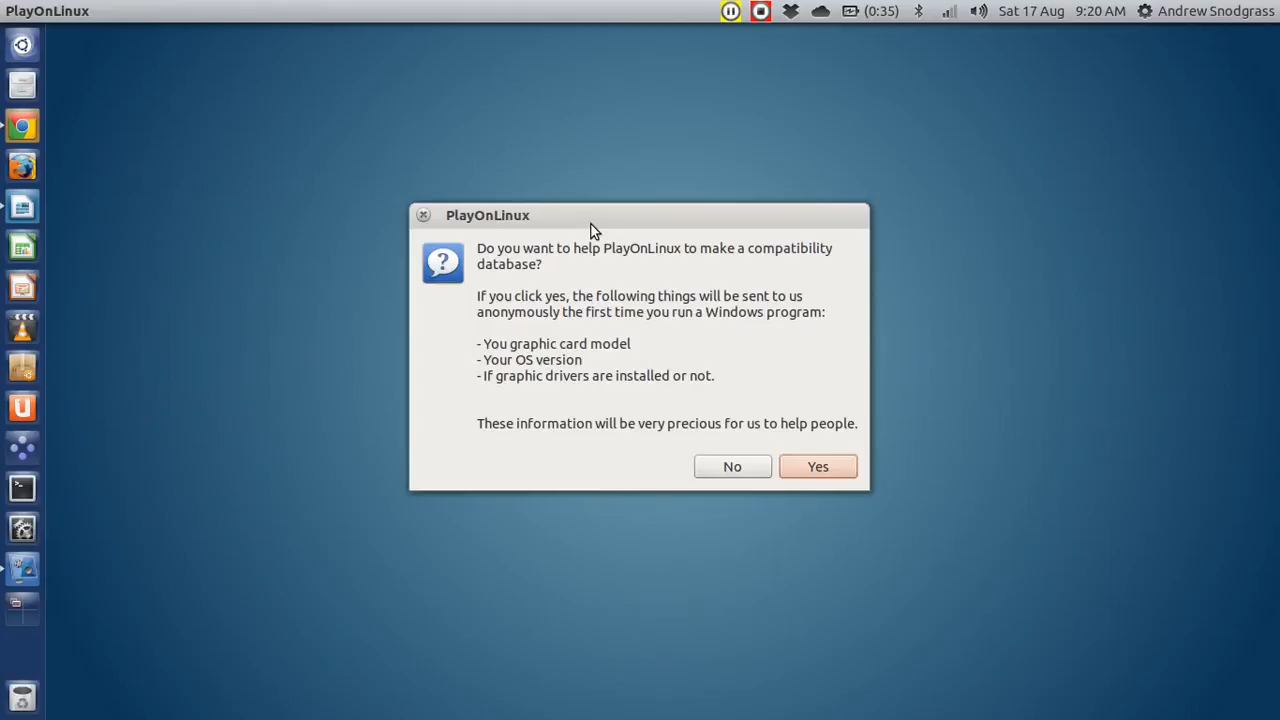 PlayOnLinux
(0:35)
Sat 17 Aug
9:20 AM
Andrew Snodgrass
PlayOnLinux
Do you want to help PlayOnLinux to make a compatibility
database?
If you click yes, the following things will be sent to us
anonymously the first time you run a Windows program:
- You graphic card model
- Your OS version
- If graphic drivers are installed or not.
These information will be very precious for us to help people.
No
Yes